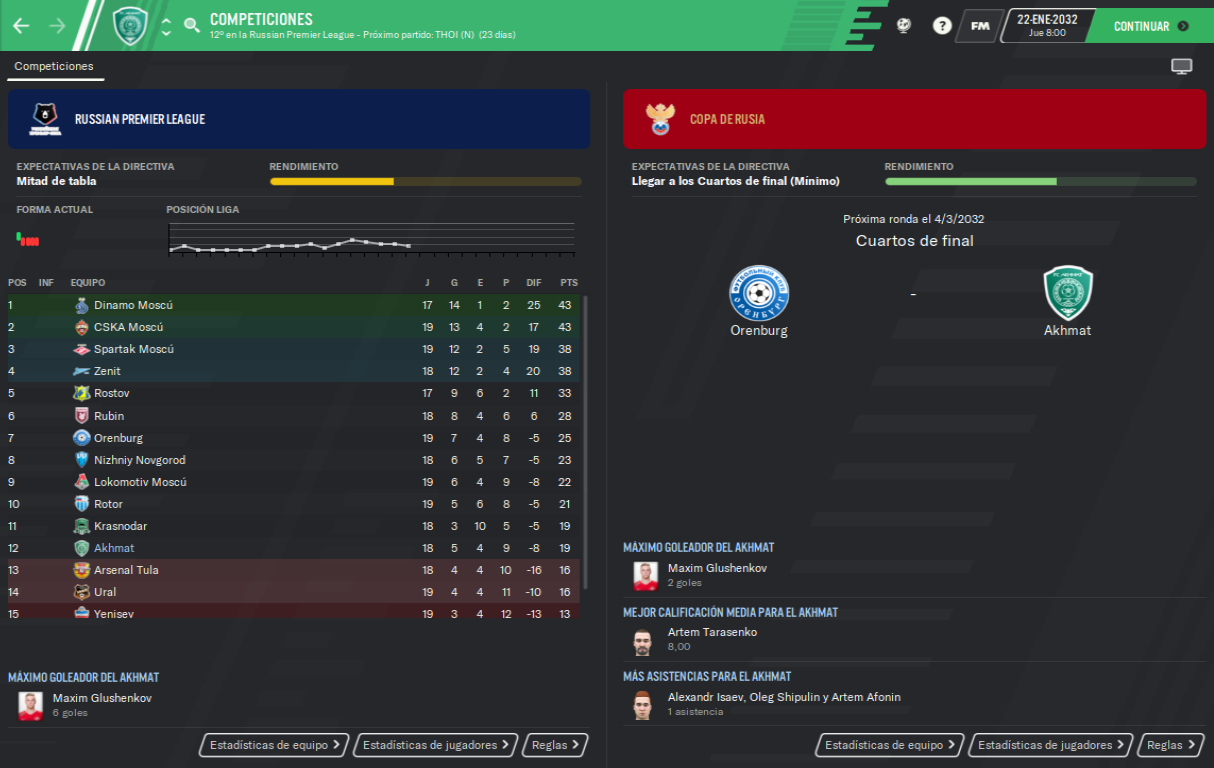 COMPETICIONES
12º en la Russian Premier League - Próximo partido: THOI (N) (23 días)
?
FM
22-ENE-2032
Jue 8:00
CONTINUAR
Competiciones
RUSSIAN PREMIER LEAGUE
EXPECTATIVAS DE LA DIRECTIVA RENDIMIENTO
Mitad de tabla
FORMA ACTUAL POSICIÓN LIGA
POS INF EQUIPO J G E P DIF PTS
1 Dinamo Moscú 17 14 1 2 25 43
2 CSKA Moscú 19 13 4 2 17 43
3 Spartak Moscú 19 12 2 5 19 38
4 Zenit 18 12 2 4 20 38
5 Rostov 17 9 6 2 11 33
6 Rubin 18 8 4 6 6 28
7 Orenburg 19 7 4 8 -5 25
8 Nizhniy Novgorod 18 6 5 7 -5 23
9 Lokomotiv Moscú 19 6 4 9 -8 22
10 Rotor 19 5 6 8 -5 21
11 Krasnodar 18 3 10 5 -5 19
12 Akhmat 18 5 4 9 -8 19
13 Arsenal Tula 18 4 4 10 -16 16
14 Ural 19 4 4 11 -10 16
15 Yenisev 19 3 4 12 -13 13
MÁXIMO GOLEADOR DEL AKHMAT
Maxim Glushenkov
6 goles
Estadísticas de equipo Estadísticas de jugadores Reglas
COPA DE RUSIA
EXPECTATIVAS DE LA DIRECTIVA RENDIMIENTO
Llegar a los Cuartos de final (Mínimo)
Próxima ronda el 4/3/2032
Cuartos de final
-
Orenburg Akhmat
MÁXIMO GOLEADOR DEL AKHMAT
Maxim Glushenkov
2 goles
MEJOR CALIFICACIÓN MEDIA PARA EL AKHMAT
Artem Tarasenko
8,00
MÁS ASISTENCIAS PARA EL AKHMAT
Alexandr Isaev, Oleg Shipulin y Artem Afonin
1 asistencia
Estadísticas de equipo Estadísticas de jugadores Reglas